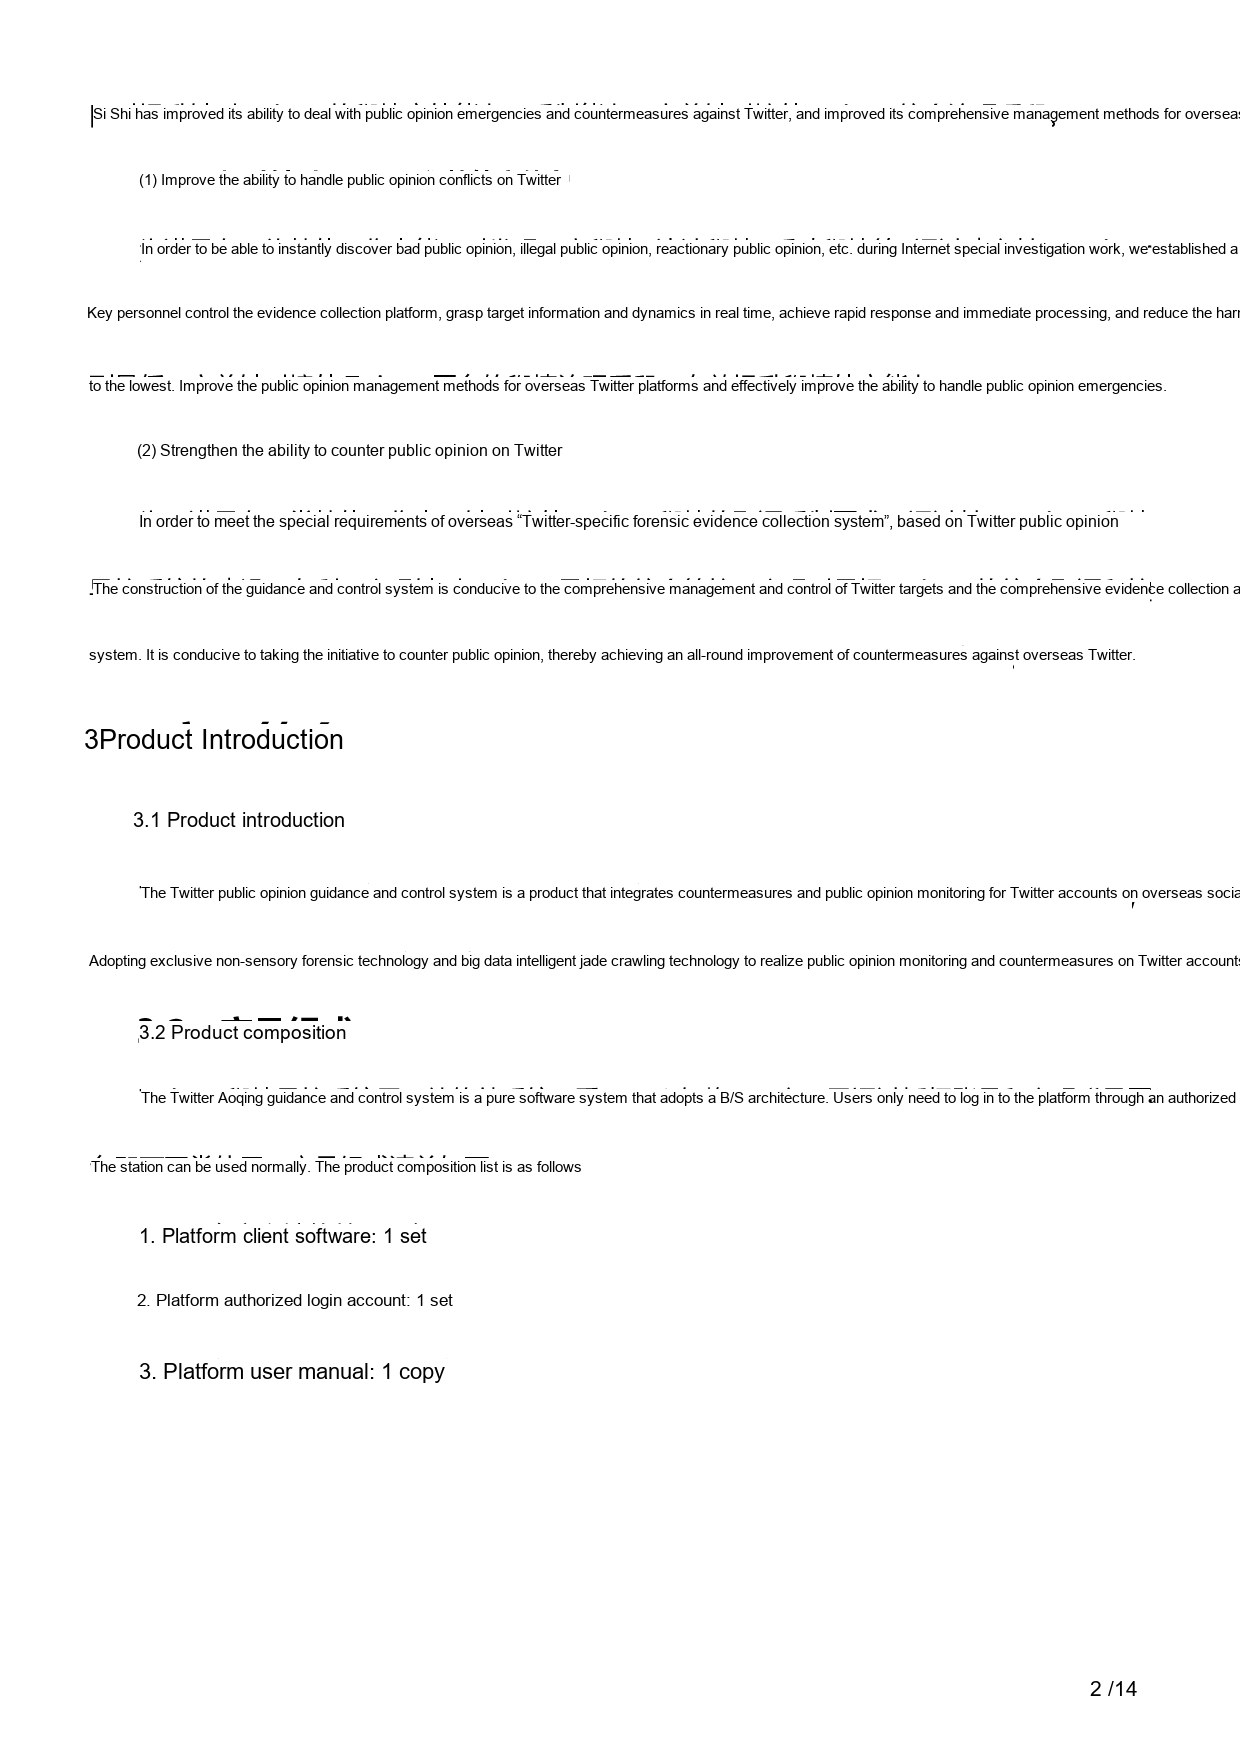 Si Shi has improved its ability to deal with public opinion emergencies and countermeasures against Twitter, and improved its comprehensive management methods for overseas
(1) Improve the ability to handle public opinion conflicts on Twitter
In order to be able to instantly discover bad public opinion, illegal public opinion, reactionary public opinion, etc. during Internet special investigation work, we established a
Key personnel control the evidence collection platform, grasp target information and dynamics in real time, achieve rapid response and immediate processing, and reduce the
to the lowest. Improve the public opinion management methods for overseas Twitter platforms and effectively improve the ability to handle public opinion emergencies.
(2) Strengthen the ability to counter public opinion on Twitter
In order to meet the special requirements of overseas “Twitter-specific forensic evidence collection system”, based on Twitter public opinion
The construction of the guidance and control system is conducive to the comprehensive management and control of Twitter targets and the comprehensive evidence collection
system. It is conducive to taking the initiative to counter public opinion, thereby achieving an all-round improvement of countermeasures against overseas Twitter.
3Product Introduction
3.1 Product introduction
The Twitter public opinion guidance and control system is a product that integrates countermeasures and public opinion monitoring for Twitter accounts on overseas
Adopting exclusive non-sensory forensic technology and big data intelligent jade crawling technology to realize public opinion monitoring and countermeasures on Twitter accounts
3.2 Product composition
The Twitter Aoqing guidance and control system is a pure software system that adopts a B/S architecture. Users only need to log in to the platform through an authorized
The station can be used normally. The product composition list is as follows
1. Platform client software: 1 set
2. Platform authorized login account: 1 set
3. Platform user manual: 1 copy
2 /14